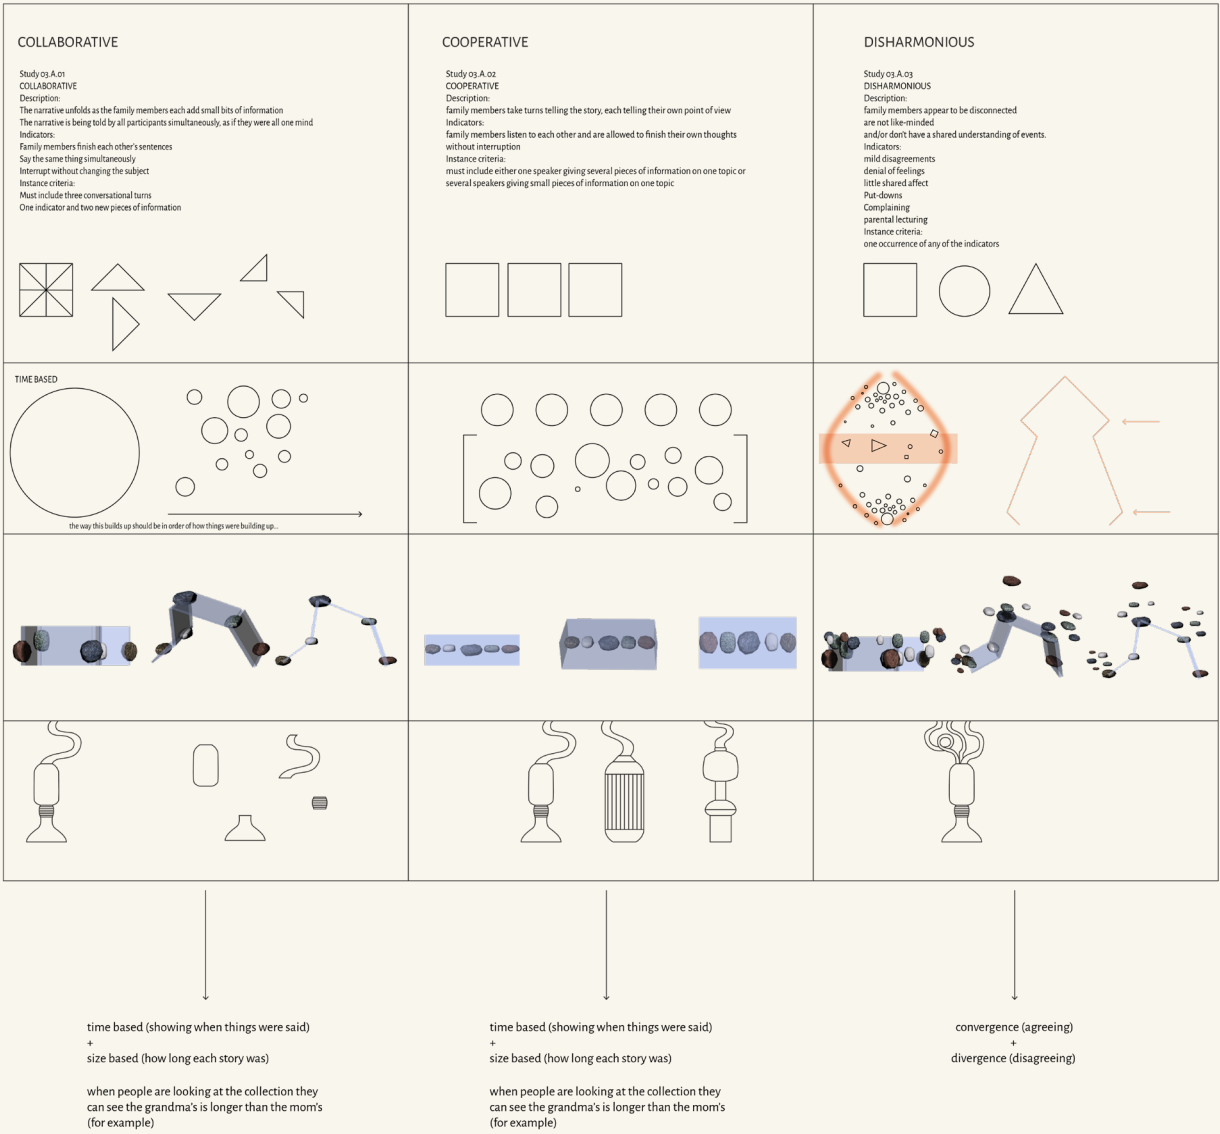 COLLABORATIVE
Study 03.A.01
COLLABORATIVE
Description:
The narrative unfolds as the family members each add small bits of information
The narrative is being told by all participants simultaneously, as if they were all one mind
Indicators:
Family members finish each other's sentences
Say the same thing simultaneously
Interrupt without changing the subject
Instance criteria:
Must include three conversational turns
One indicator and two new pieces of information
COOPERATIVE
Study 03.A.02
COOPERATIVE
Description:
family members take turns telling the story, each telling their own point of view
Indicators:
family members listen to each other and are allowed to finish their own thoughts
without interruption
Instance criteria:
must include either one speaker giving several pieces of information on one topic or
several speakers giving small pieces of information on one topic
DISHARMONIOUS
Study 03.A.03
DISHARMONIOUS
Description:
family members appear to be disconnected
are not like-minded
and/or don't have a shared understanding of events.
Indicators:
mild disagreements
denial of feelings
little shared affect
Put-downs
Complaining
parental lecturing
Instance criteria:
one occurrence of any of the indicators
TIME BASED
the way this builds up should be in order of how things were building up...
time based (showing when things were said)
+
size based (how long each story was)
when people are looking at the collection they
can see the grandma's is longer than the mom's
(for example)
time based (showing when things were said)
+
size based (how long each story was)
when people are looking at the collection they
can see the grandma's is longer than the mom's
(for example)
convergence (agreeing)
+
divergence (disagreeing)